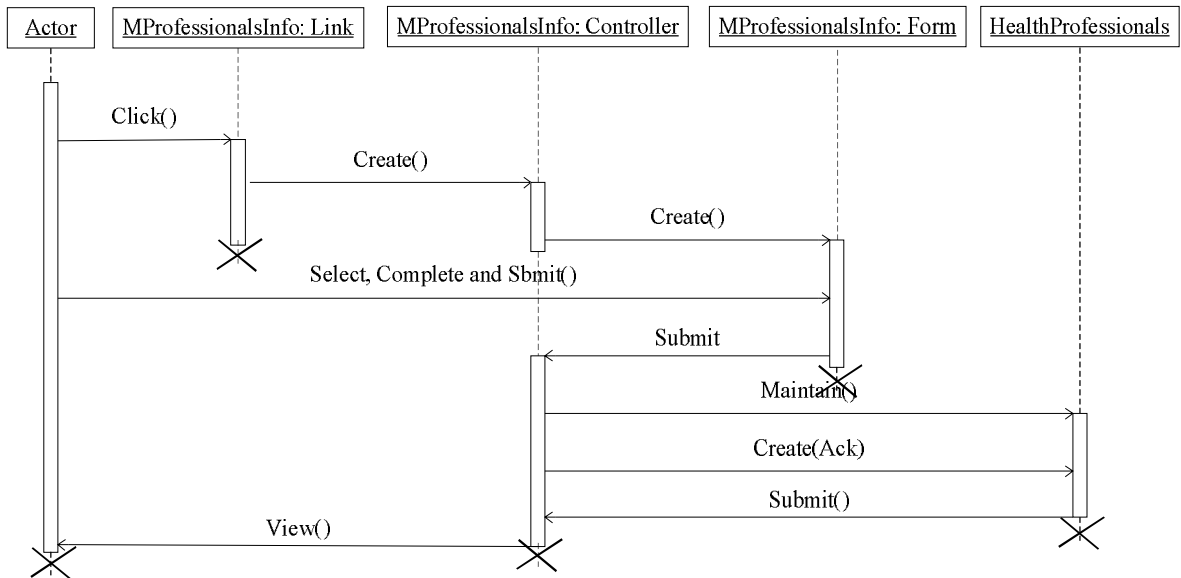 Actor
MProfessionalsInfo: Link
MProfessionalsInfo: Controller
MProfessionalsInfo: Form
HealthProfessionals
Click()
Create()
Create()
Select, Complete and Sbmit()
Submit
Maintain()
Create(Ack)
Submit()
View()